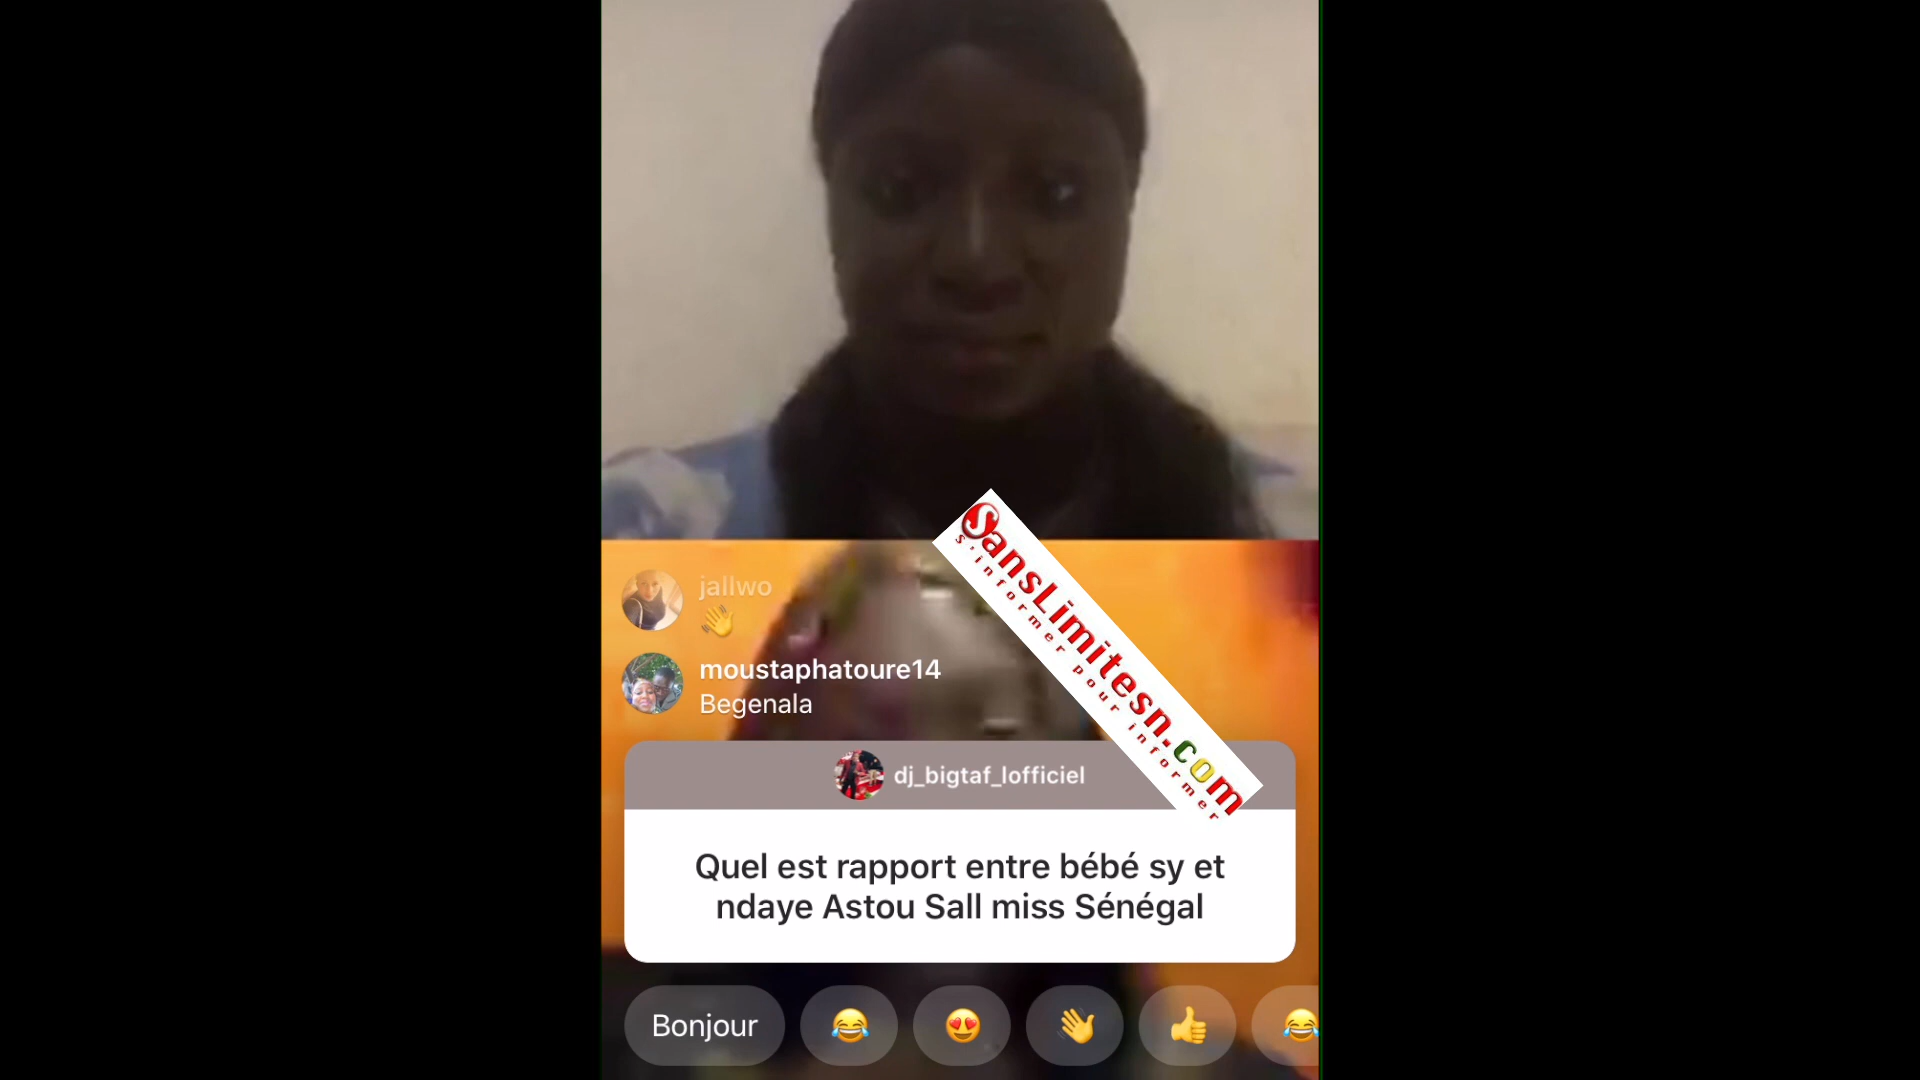 jallwo
👋
moustaphatoure14
Begenala
SansLimitesn.com
s'informer pour informer
dj_bigtaf_lofficiel
Quel est rapport entre bébé sy et
ndaye Astou Sall miss Sénégal
Bonjour 😂 😍 👋 👍 😂